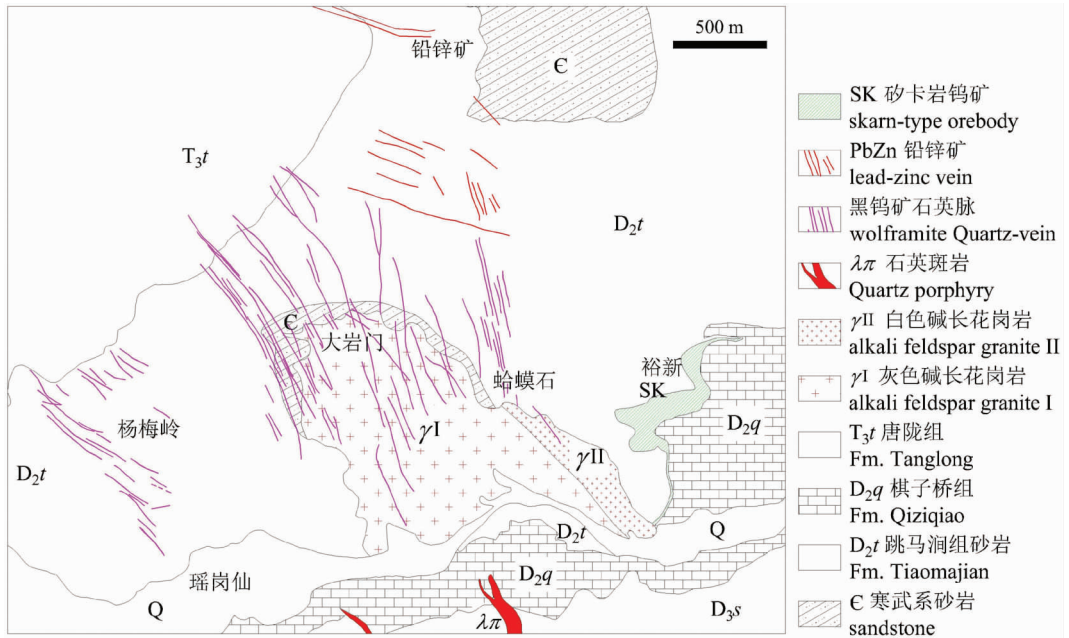 铅锌矿
500 m
Є
T₃t
D₂t
Є
大岩门
蛤蟆石
裕新
SK
杨梅岭
D₂t
γI
γII
D₂q
D₂t
Q
瑶岗仙
Q
D₂q
λπ
D₃s
SK 矽卡岩钨矿
skarn-type orebody
PbZn 铅锌矿
lead-zinc vein
黑钨矿石英脉
wolframite Quartz-vein
λπ 石英斑岩
Quartz porphyry
γII 白色碱长花岗岩
alkali feldspar granite II
γI 灰色碱长花岗岩
alkali feldspar granite I
T₃t 唐陇组
Fm. Tanglong
D₂q 棋子桥组
Fm. Qiziqiao
D₂t 跳马涧组砂岩
Fm. Tiaomajian
Є 寒武系砂岩
sandstone